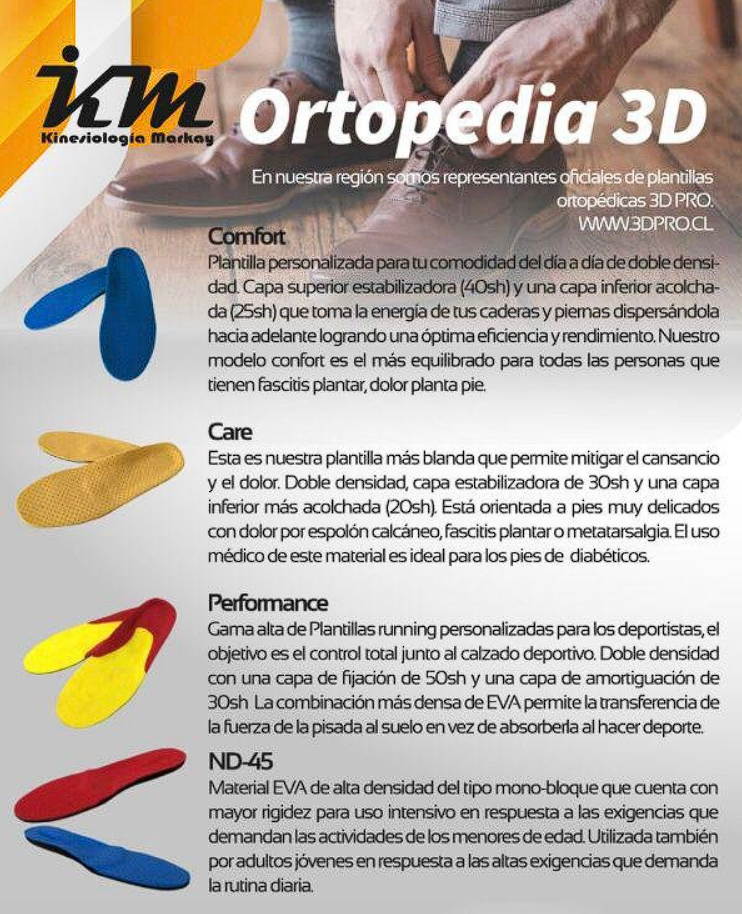 iKM
Kinesiología Markay
Ortopedia 3D
En nuestra región somos representantes oficiales de plantillas
ortopédicas 3D PRO.
WWW.3DPRO.CL
Comfort
Plantilla personalizada para tu comodidad del día a día de doble densi-
dad. Capa superior estabilizadora (40sh) y una capa inferior acolcha-
da (25sh) que toma la energía de tus caderas y piernas dispersándola
hacia adelante logrando una óptima eficiencia y rendimiento. Nuestro
modelo confort es el más equilibrado para todas las personas que
tienen fascitis plantar, dolor planta pie.
Care
Esta es nuestra plantilla más blanda que permite mitigar el cansancio
y el dolor. Doble densidad, capa estabilizadora de 30sh y una capa
inferior más acolchada (20sh). Está orientada a pies muy delicados
con dolor por espolón calcáneo, fascitis plantar o metatarsalgia. El uso
médico de este material es ideal para los pies de diabéticos.
Performance
Gama alta de Plantillas running personalizadas para los deportistas, el
objetivo es el control total junto al calzado deportivo. Doble densidad
con una capa de fijación de 50sh y una capa de amortiguación de
30sh La combinación más densa de EVA permite la transferencia de
la fuerza de la pisada al suelo en vez de absorberla al hacer deporte.
ND-45
Material EVA de alta densidad del tipo mono-bloque que cuenta con
mayor rigidez para uso intensivo en respuesta a las exigencias que
demandan las actividades de los menores de edad. Utilizada también
por adultos jóvenes en respuesta a las altas exigencias que demanda
la rutina diaria.